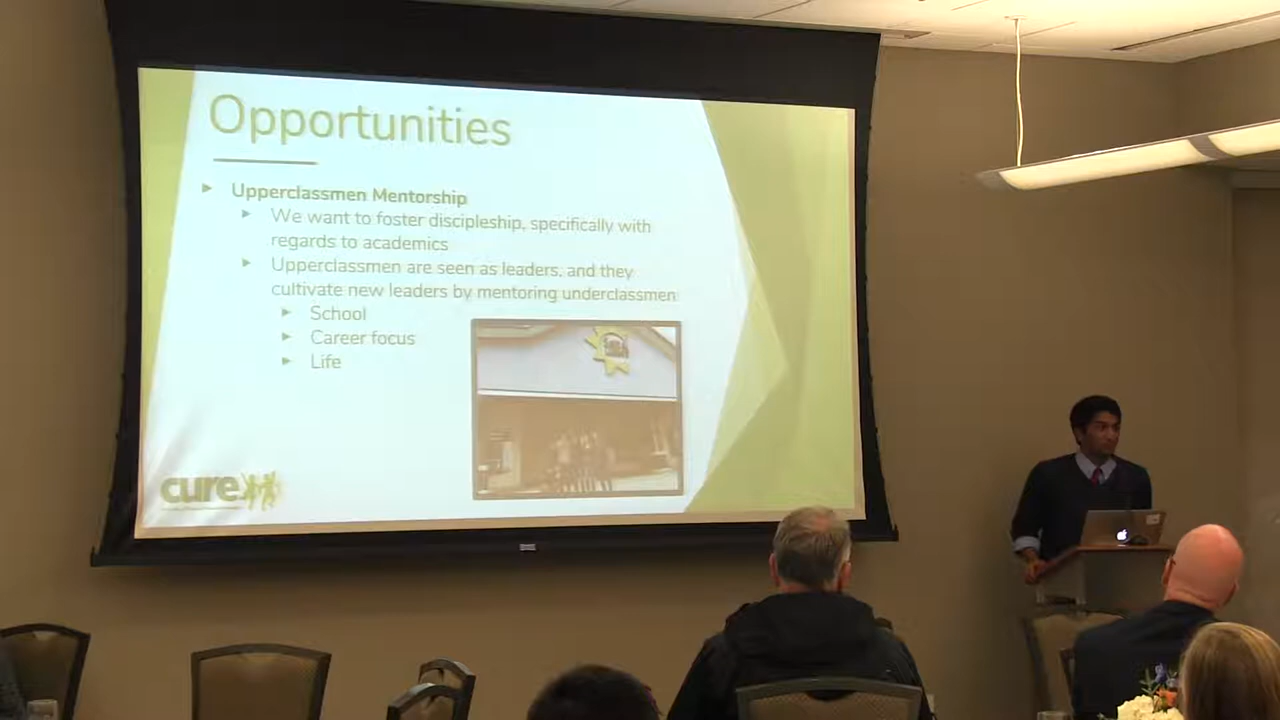 Opportunities
Upperclassmen Mentorship
We want to foster discipleship, specifically with
regards to academics
Upperclassmen are seen as leaders, and they
cultivate new leaders by mentoring underclassmen
School
Career focus
Life
cure